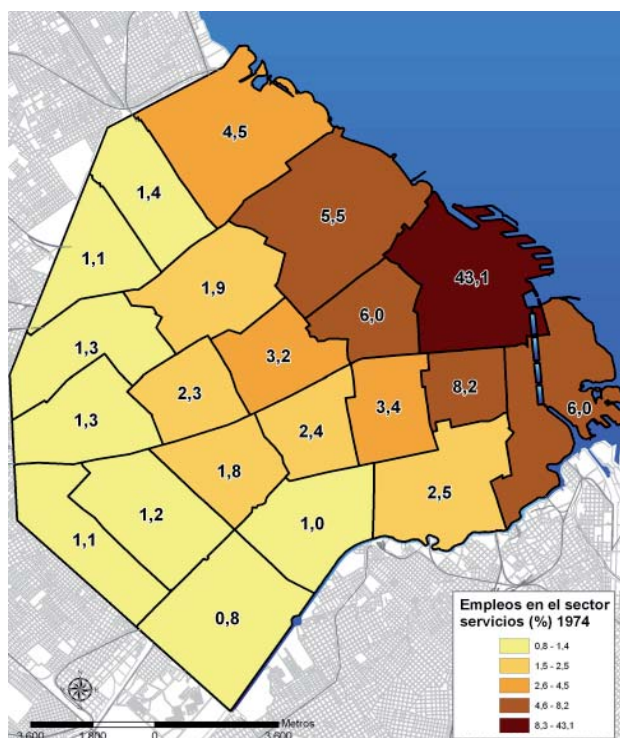 4,5
1,4
5,5
1,1
43,1
1,9
6,0
1,3
3,2
8,2
2,3
3,4
6,0
1,3
2,4
1,8
2,5
1,2
1,0
1,1
0,8
Empleos en el sector
servicios (%) 1974
0,8 - 1,4
1,5 - 2,5
2,6 - 4,5
4,6 - 8,2
8,3 - 43,1
Metros
3.600 1.800 0 3.600